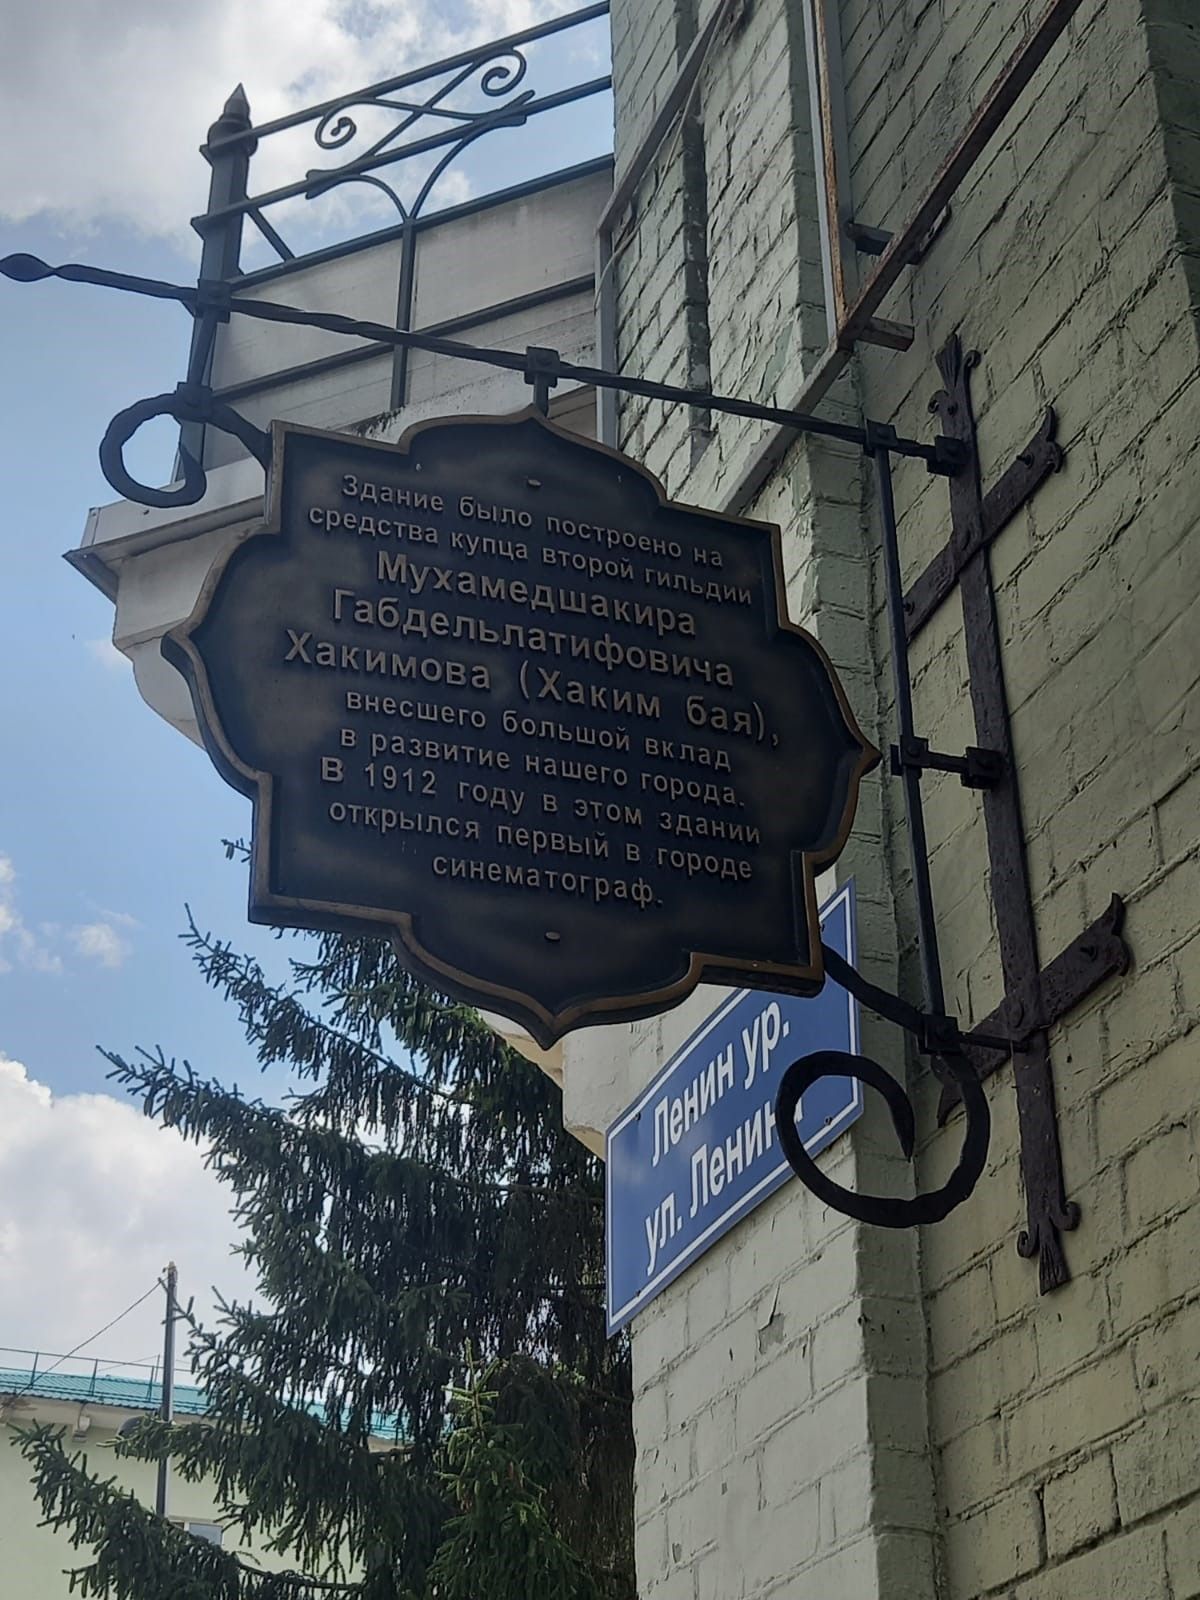 Здание было построено на
средства купца второй гильдии
Мухамедшакира
Габдельлатифовича
Хакимова (Хаким бая),
внесшего большой вклад
в развитие нашего города.
В 1912 году в этом здании
открылся первый в городе
синематограф.
Ленин ур.
ул. Ленина